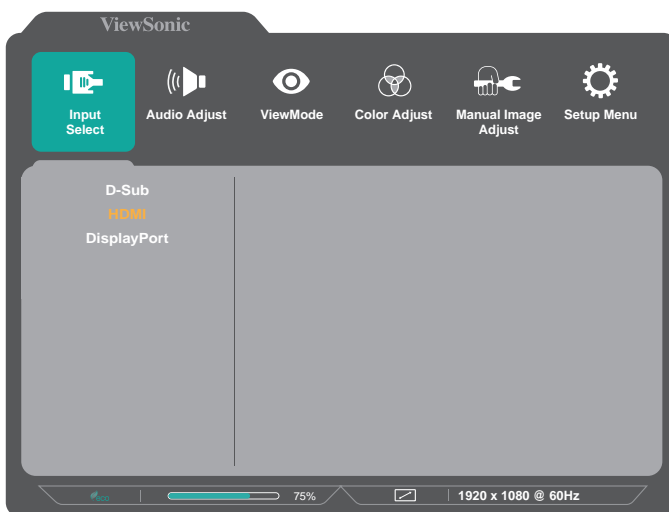 ViewSonic
Input
Select
Audio Adjust
ViewMode
Color Adjust
Manual Image
Adjust
Setup Menu
D-Sub
HDMI
DisplayPort
ECO
75%
1920 x 1080 @ 60Hz